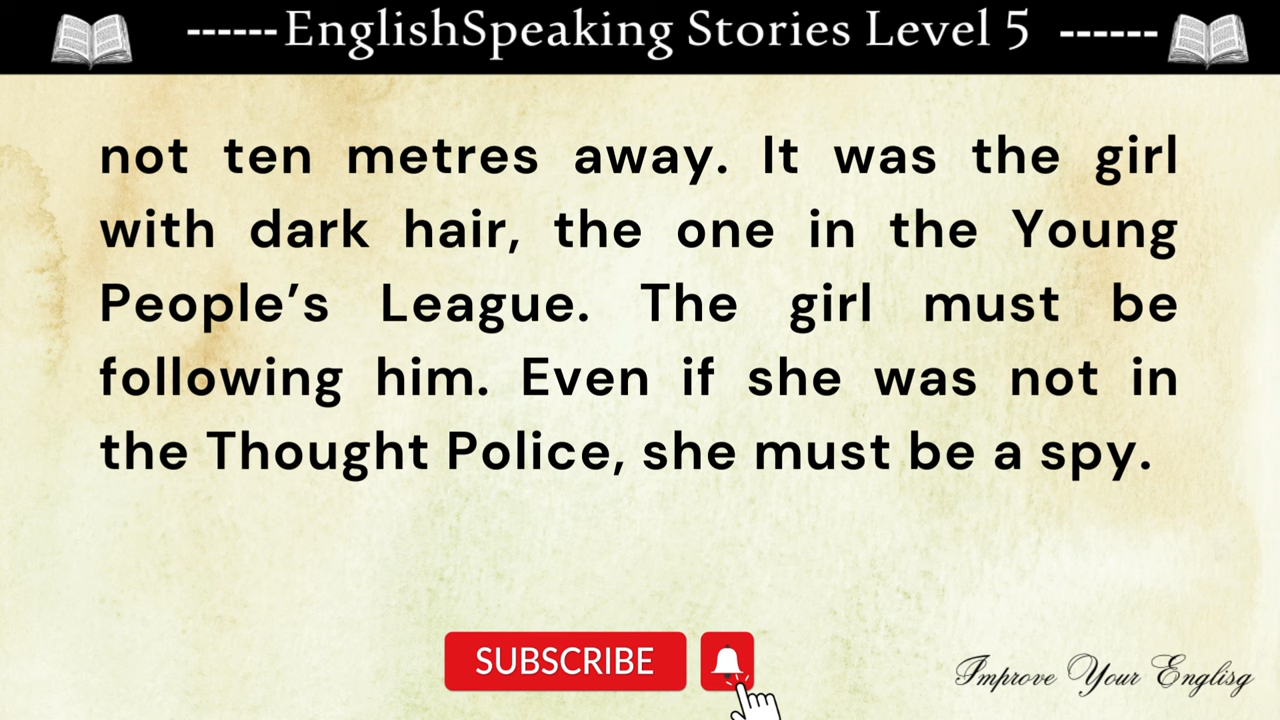 ------EnglishSpeaking Stories Level 5 ------
not ten metres away. It was the girl
with dark hair, the one in the Young
People’s League. The girl must be
following him. Even if she was not in
the Thought Police, she must be a spy.
SUBSCRIBE
Improve Your Englisg